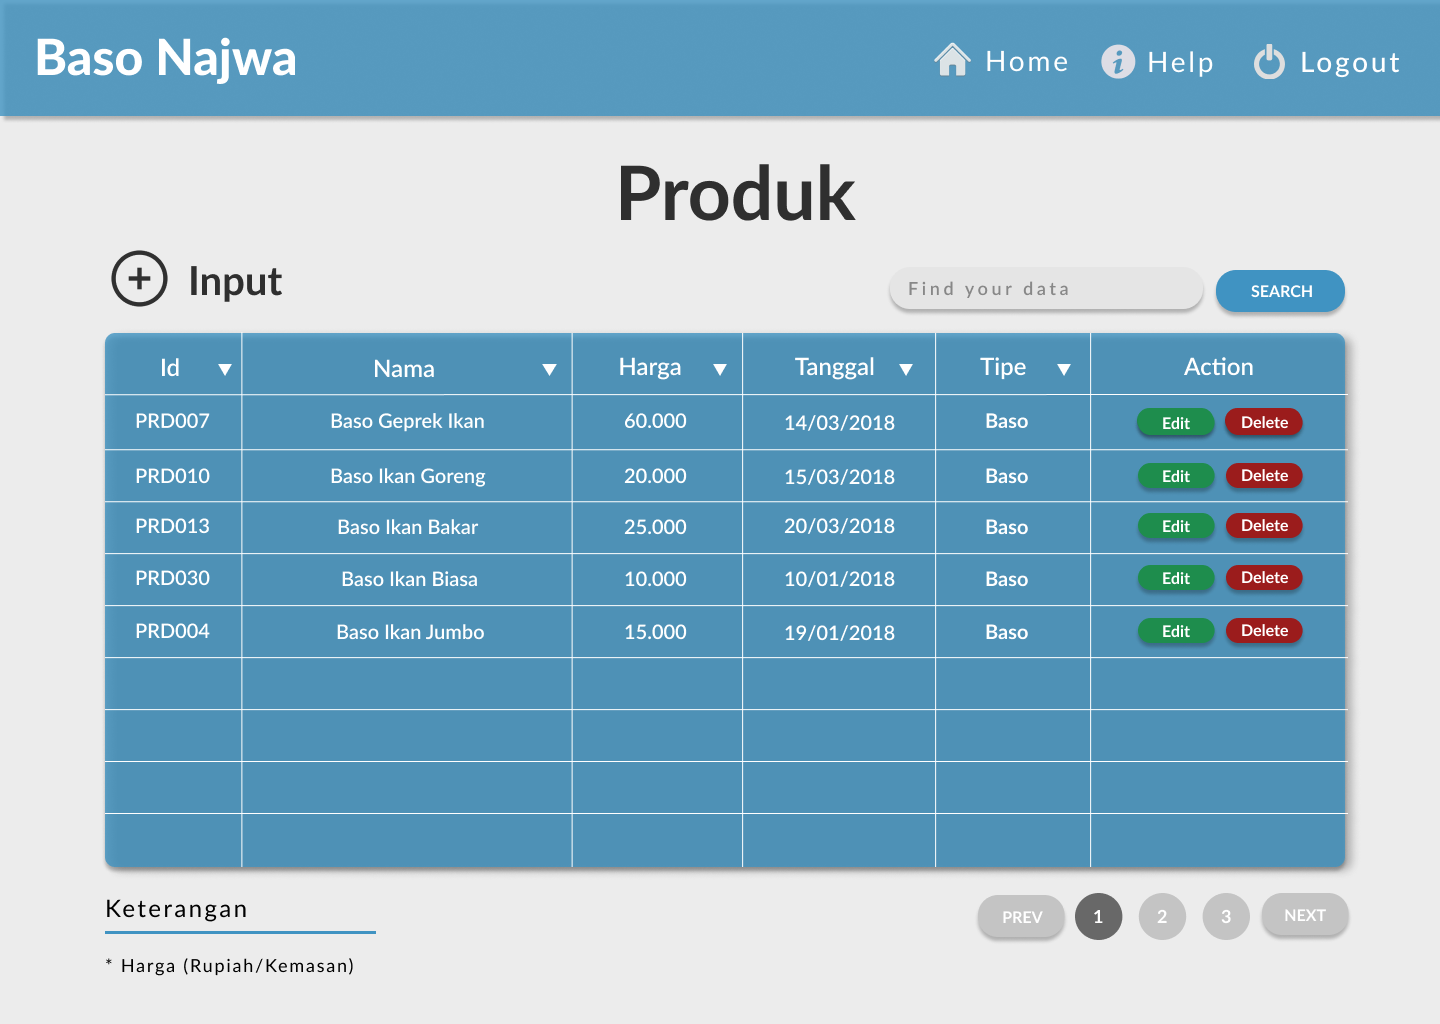 Baso Najwa
Home Help Logout
Produk
+ Input
Find your data SEARCH
Id Nama Harga Tanggal Tipe Action
PRD007 Baso Geprek Ikan 60.000 14/03/2018 Baso Edit Delete
PRD010 Baso Ikan Goreng 20.000 15/03/2018 Baso Edit Delete
PRD013 Baso Ikan Bakar 25.000 20/03/2018 Baso Edit Delete
PRD030 Baso Ikan Biasa 10.000 10/01/2018 Baso Edit Delete
PRD004 Baso Ikan Jumbo 15.000 19/01/2018 Baso Edit Delete
Keterangan
PREV 1 2 3 NEXT
* Harga (Rupiah/Kemasan)